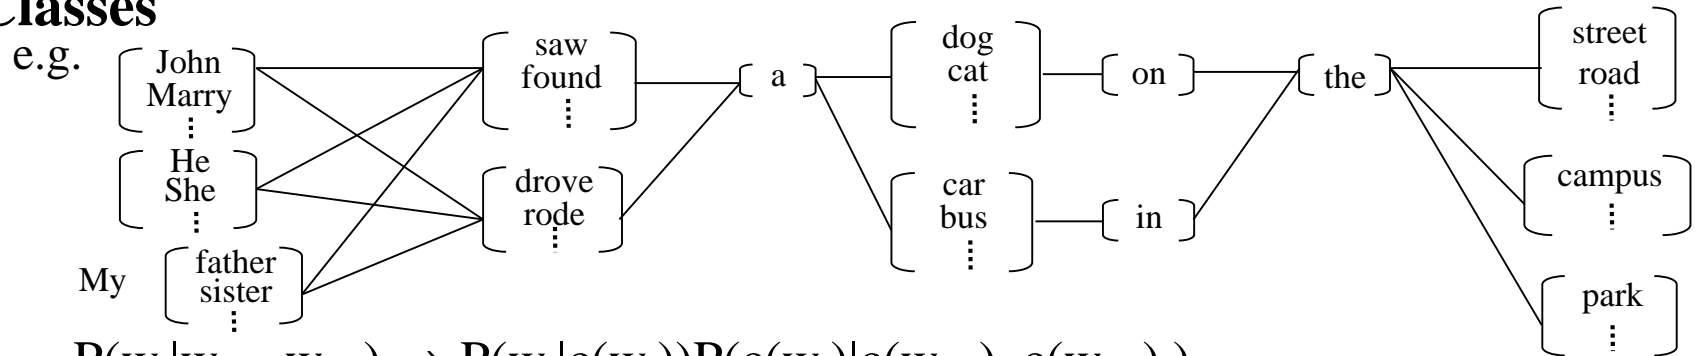 Classes
e.g.
John
Marry
He
She
My
father
sister
saw
found
drove
rode
a
dog
cat
car
bus
on
in
the
street
road
campus
park